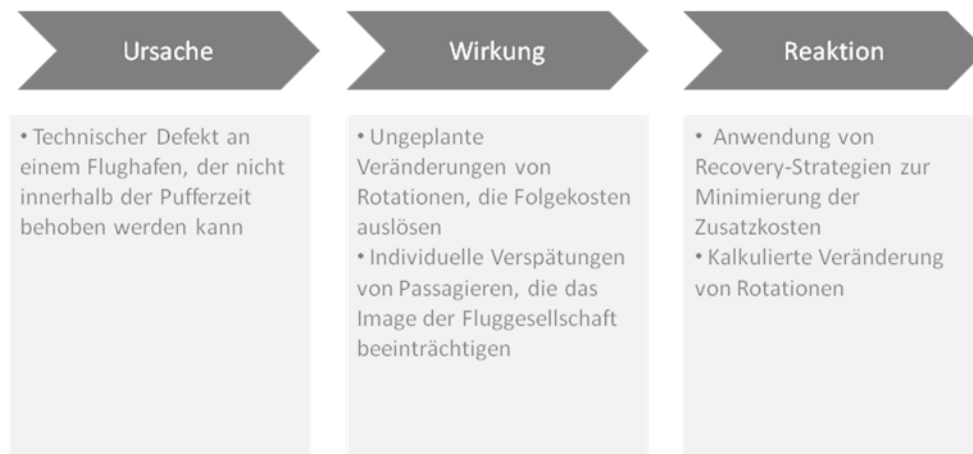 Ursache
Wirkung
Reaktion
• Technischer Defekt an
einem Flughafen, der nicht
innerhalb der Pufferzeit
behoben werden kann
• Ungeplante
Veränderungen von
Rotationen, die Folgekosten
auslösen
• Individuelle Verspätungen
von Passagieren, die das
Image der Fluggesellschaft
beeinträchtigen
• Anwendung von
Recovery-Strategien zur
Minimierung der
Zusatzkosten
• Kalkulierte Veränderung
von Rotationen